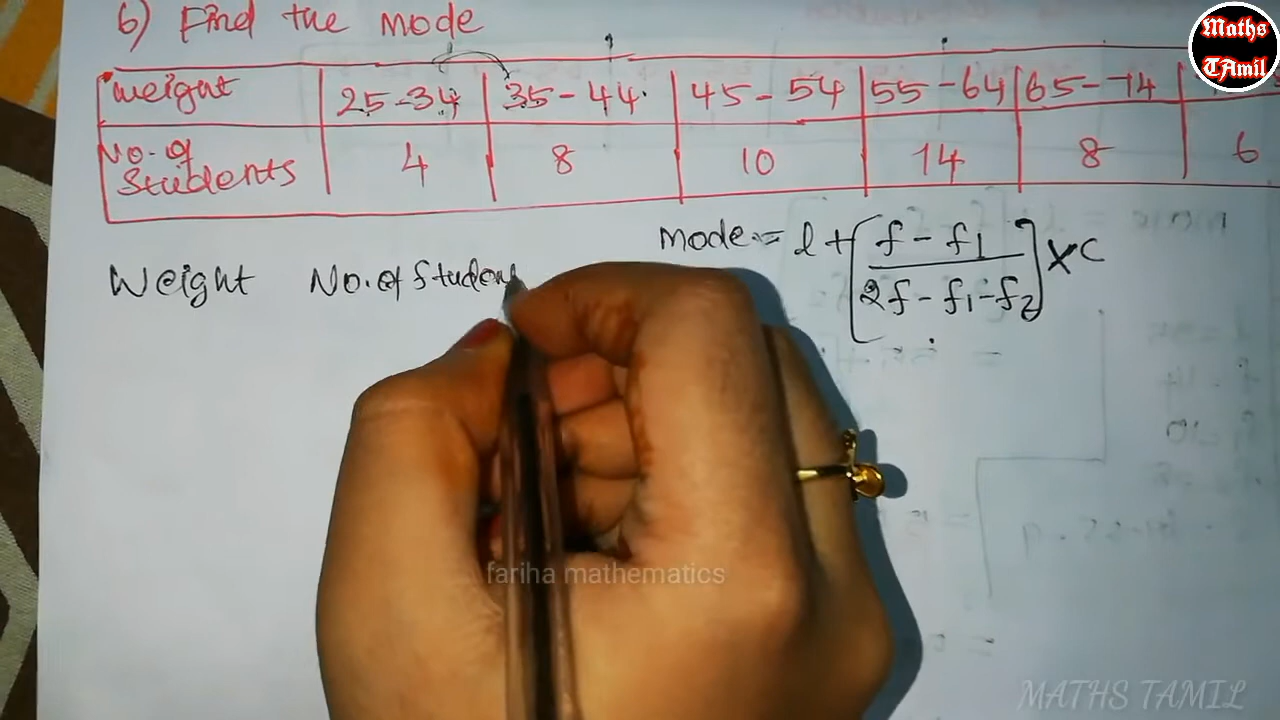 6) Find the mode
Weight 25-34 35-44 45-54 55-64 65-74
No. of Students 4 8 10 14 8 6
Mode = l + [f - f1 / 2f - f1 - f2] × c
Weight No. of Student
Maths TAmil
fariha mathematics
MATHS TAMIL